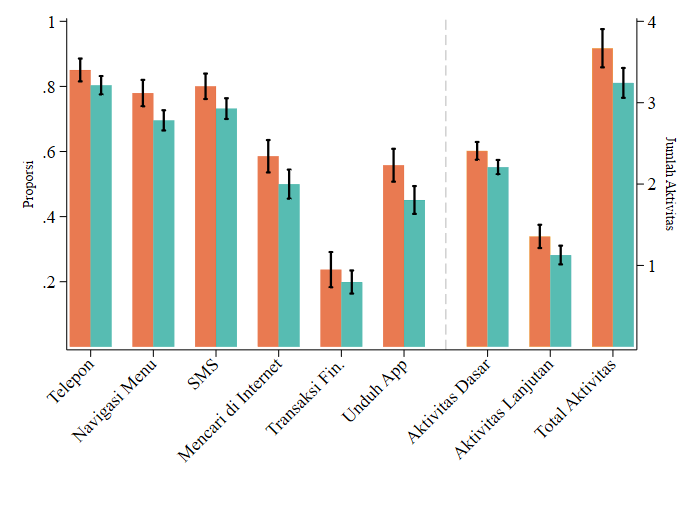 1
.8
.6
.4
.2
Proporsi
4
3
2
1
Jumlah Aktivitas
Telepon
Navigasi Menu
SMS
Mencari di Internet
Transaksi Fin.
Unduh App
Aktivitas Dasar
Aktivitas Lanjutan
Total Aktivitas